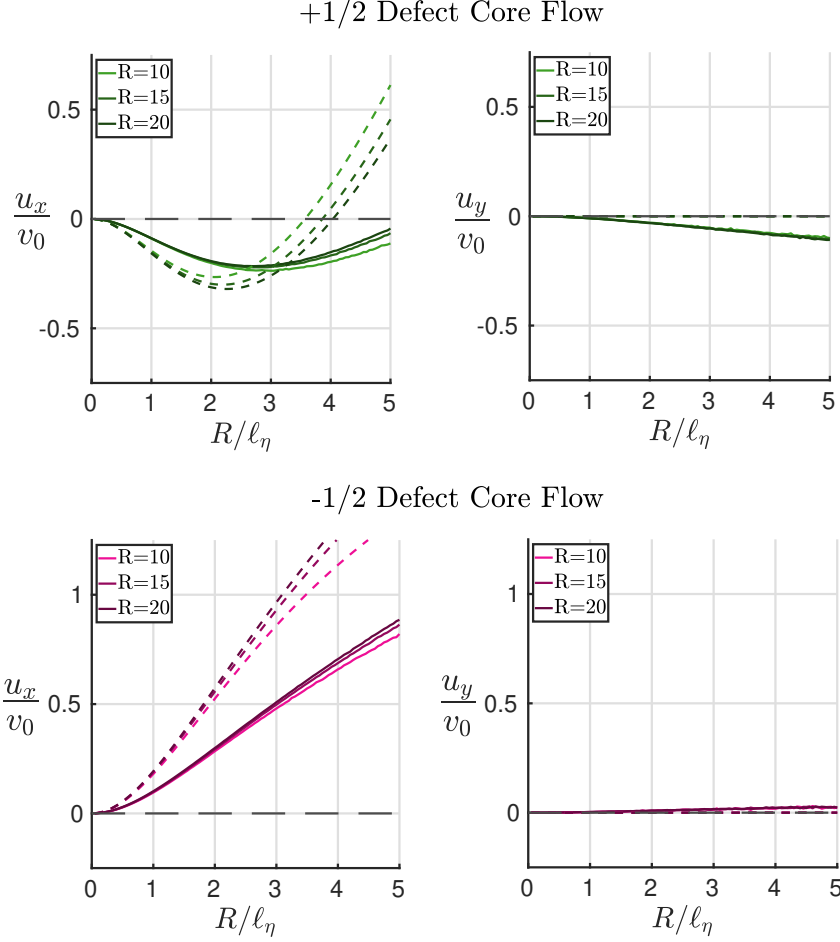 +1/2 Defect Core Flow
R=10
R=15
R=20
0.5
0
-0.5
u_x
v_0
0 1 2 3 4 5
R/ℓ_η
R=10
R=15
R=20
0.5
0
-0.5
u_y
v_0
0 1 2 3 4 5
R/ℓ_η
-1/2 Defect Core Flow
R=10
R=15
R=20
1
0.5
0
u_x
v_0
0 1 2 3 4 5
R/ℓ_η
R=10
R=15
R=20
1
0.5
0
u_y
v_0
0 1 2 3 4 5
R/ℓ_η